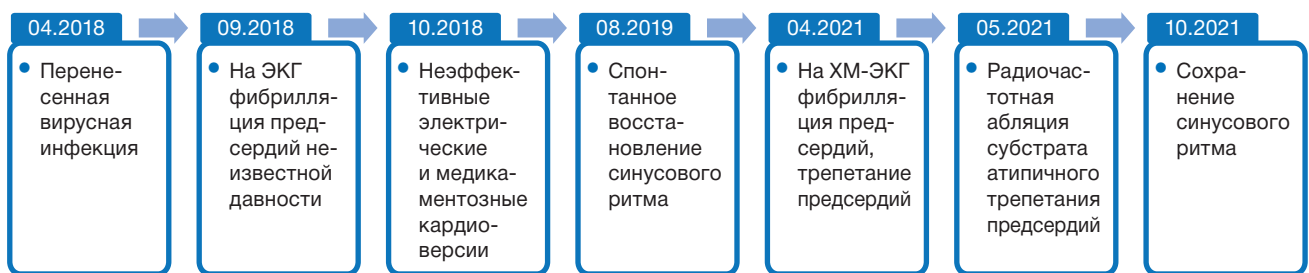 04.2018
Перене-
сенная
вирусная
инфекция
09.2018
На ЭКГ
фибрилля-
ция пред-
сердий не-
известной
давности
10.2018
Неэффек-
тивные
электри-
ческие
и медика-
ментозные
кардио-
версии
08.2019
Спон-
танное
восста-
новление
синусового
ритма
04.2021
На ХМ-ЭКГ
фибрилля-
ция пред-
сердий,
трепетание
предсердий
05.2021
Радиочас-
тотная
абляция
субстрата
атипичного
трепетания
предсердий
10.2021
Сохра-
нение
синусового
ритма